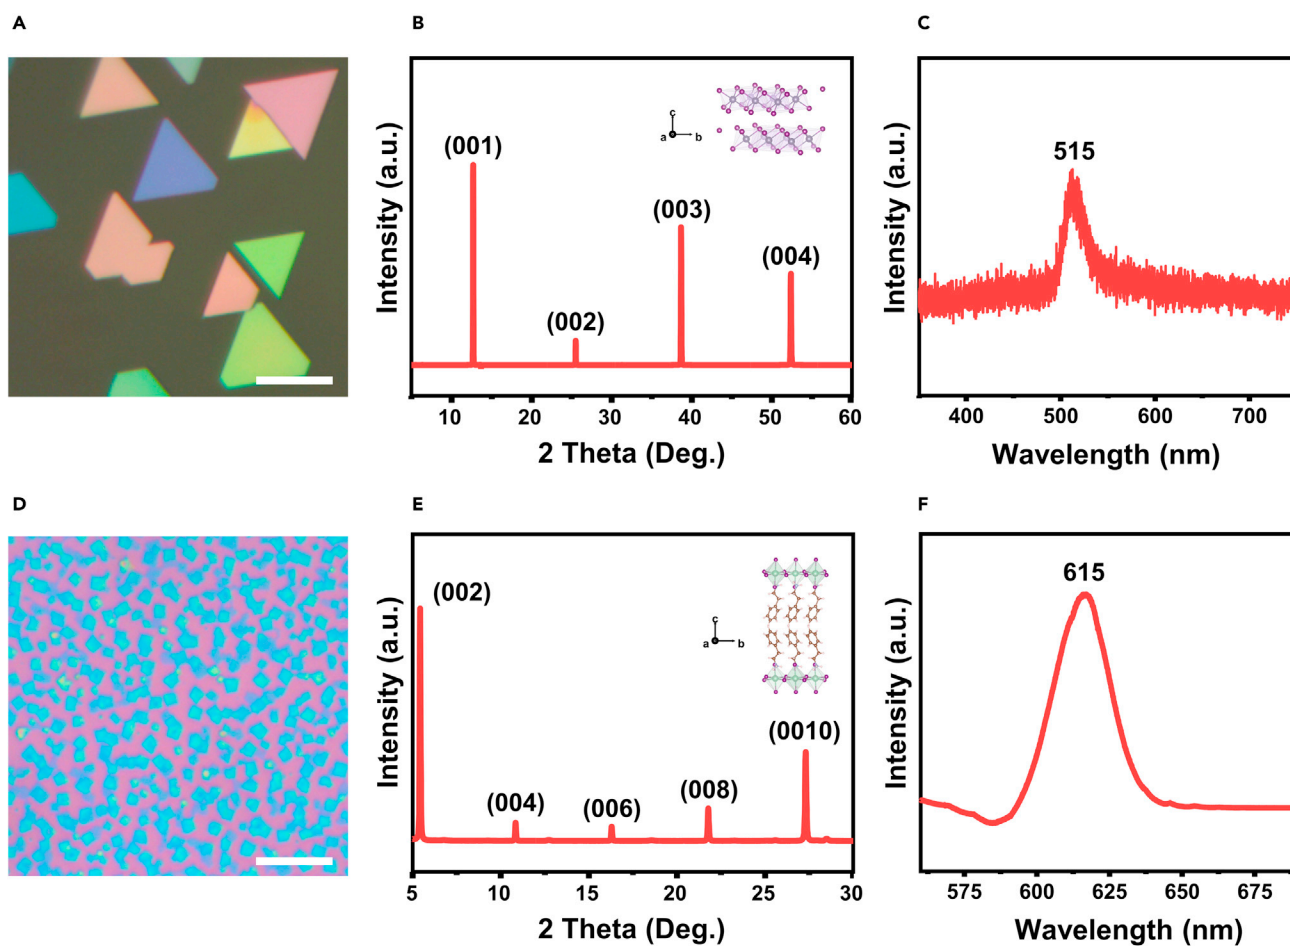 A
B
C
Intensity (a.u.)
(001)
(002)
(003)
(004)
c
a
b
10 20 30 40 50 60
2 Theta (Deg.)
Intensity (a.u.)
515
400 500 600 700
Wavelength (nm)
D
E
F
Intensity (a.u.)
(002)
(004)
(006)
(008)
(0010)
c
a
b
5 10 15 20 25 30
2 Theta (Deg.)
Intensity (a.u.)
615
575 600 625 650 675
Wavelength (nm)